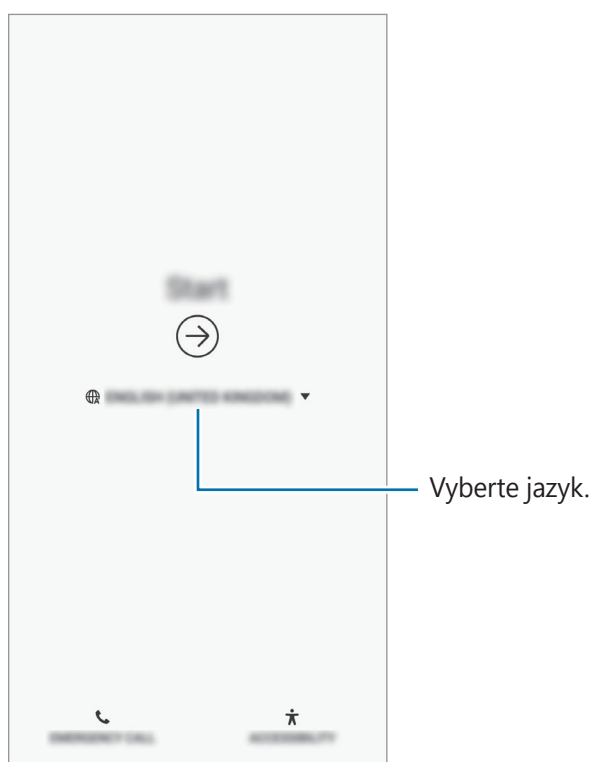 Start
ENGLISH (UNITED KINGDOM)
Vyberte jazyk.
EMERGENCY CALL
ACCESSIBILITY